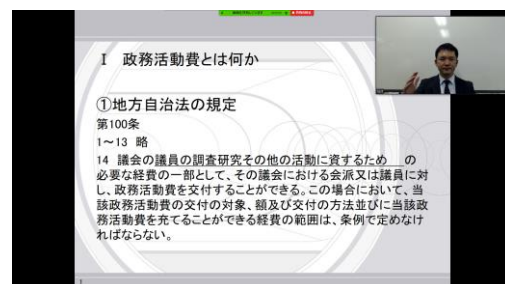 Ⅰ　政務活動費とは何か
①地方自治法の規定
第100条
1～13　略
14　議会の議員の調査研究その他の活動に資するため　の
必要な経費の一部として、その議会における会派又は議員に対
し、政務活動費を交付することができる。この場合において、当
該政務活動費の交付の対象、額及び交付の方法並びに当該政
務活動費を充てることができる経費の範囲は、条例で定めなけ
ればならない。